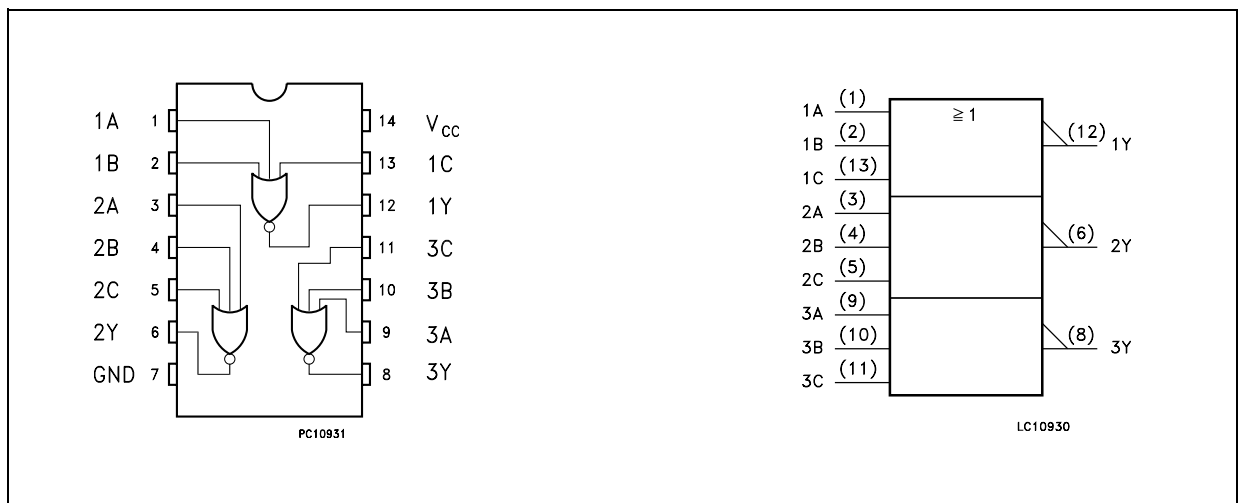 1A 1 14 VCC
1B 2 13 1C
2A 3 12 1Y
2B 4 11 3C
2C 5 10 3B
2Y 6 9 3A
GND 7 8 3Y
PC10931
≧1
1A (1)
1B (2)
1C (13)
2A (3)
2B (4)
2C (5)
3A (9)
3B (10)
3C (11)
(12) 1Y
(6) 2Y
(8) 3Y
LC10930